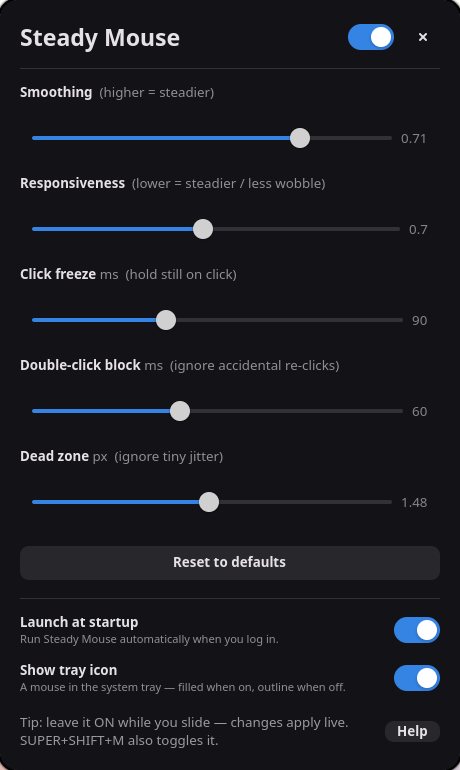 Steady Mouse ×
Smoothing (higher = steadier)
0.71
Responsiveness (lower = steadier / less wobble)
0.7
Click freeze ms (hold still on click)
90
Double-click block ms (ignore accidental re-clicks)
60
Dead zone px (ignore tiny jitter)
1.48
Reset to defaults
Launch at startup
Run Steady Mouse automatically when you log in.
Show tray icon
A mouse in the system tray — filled when on, outline when off.
Tip: leave it ON while you slide — changes apply live.
SUPER+SHIFT+M also toggles it.
Help